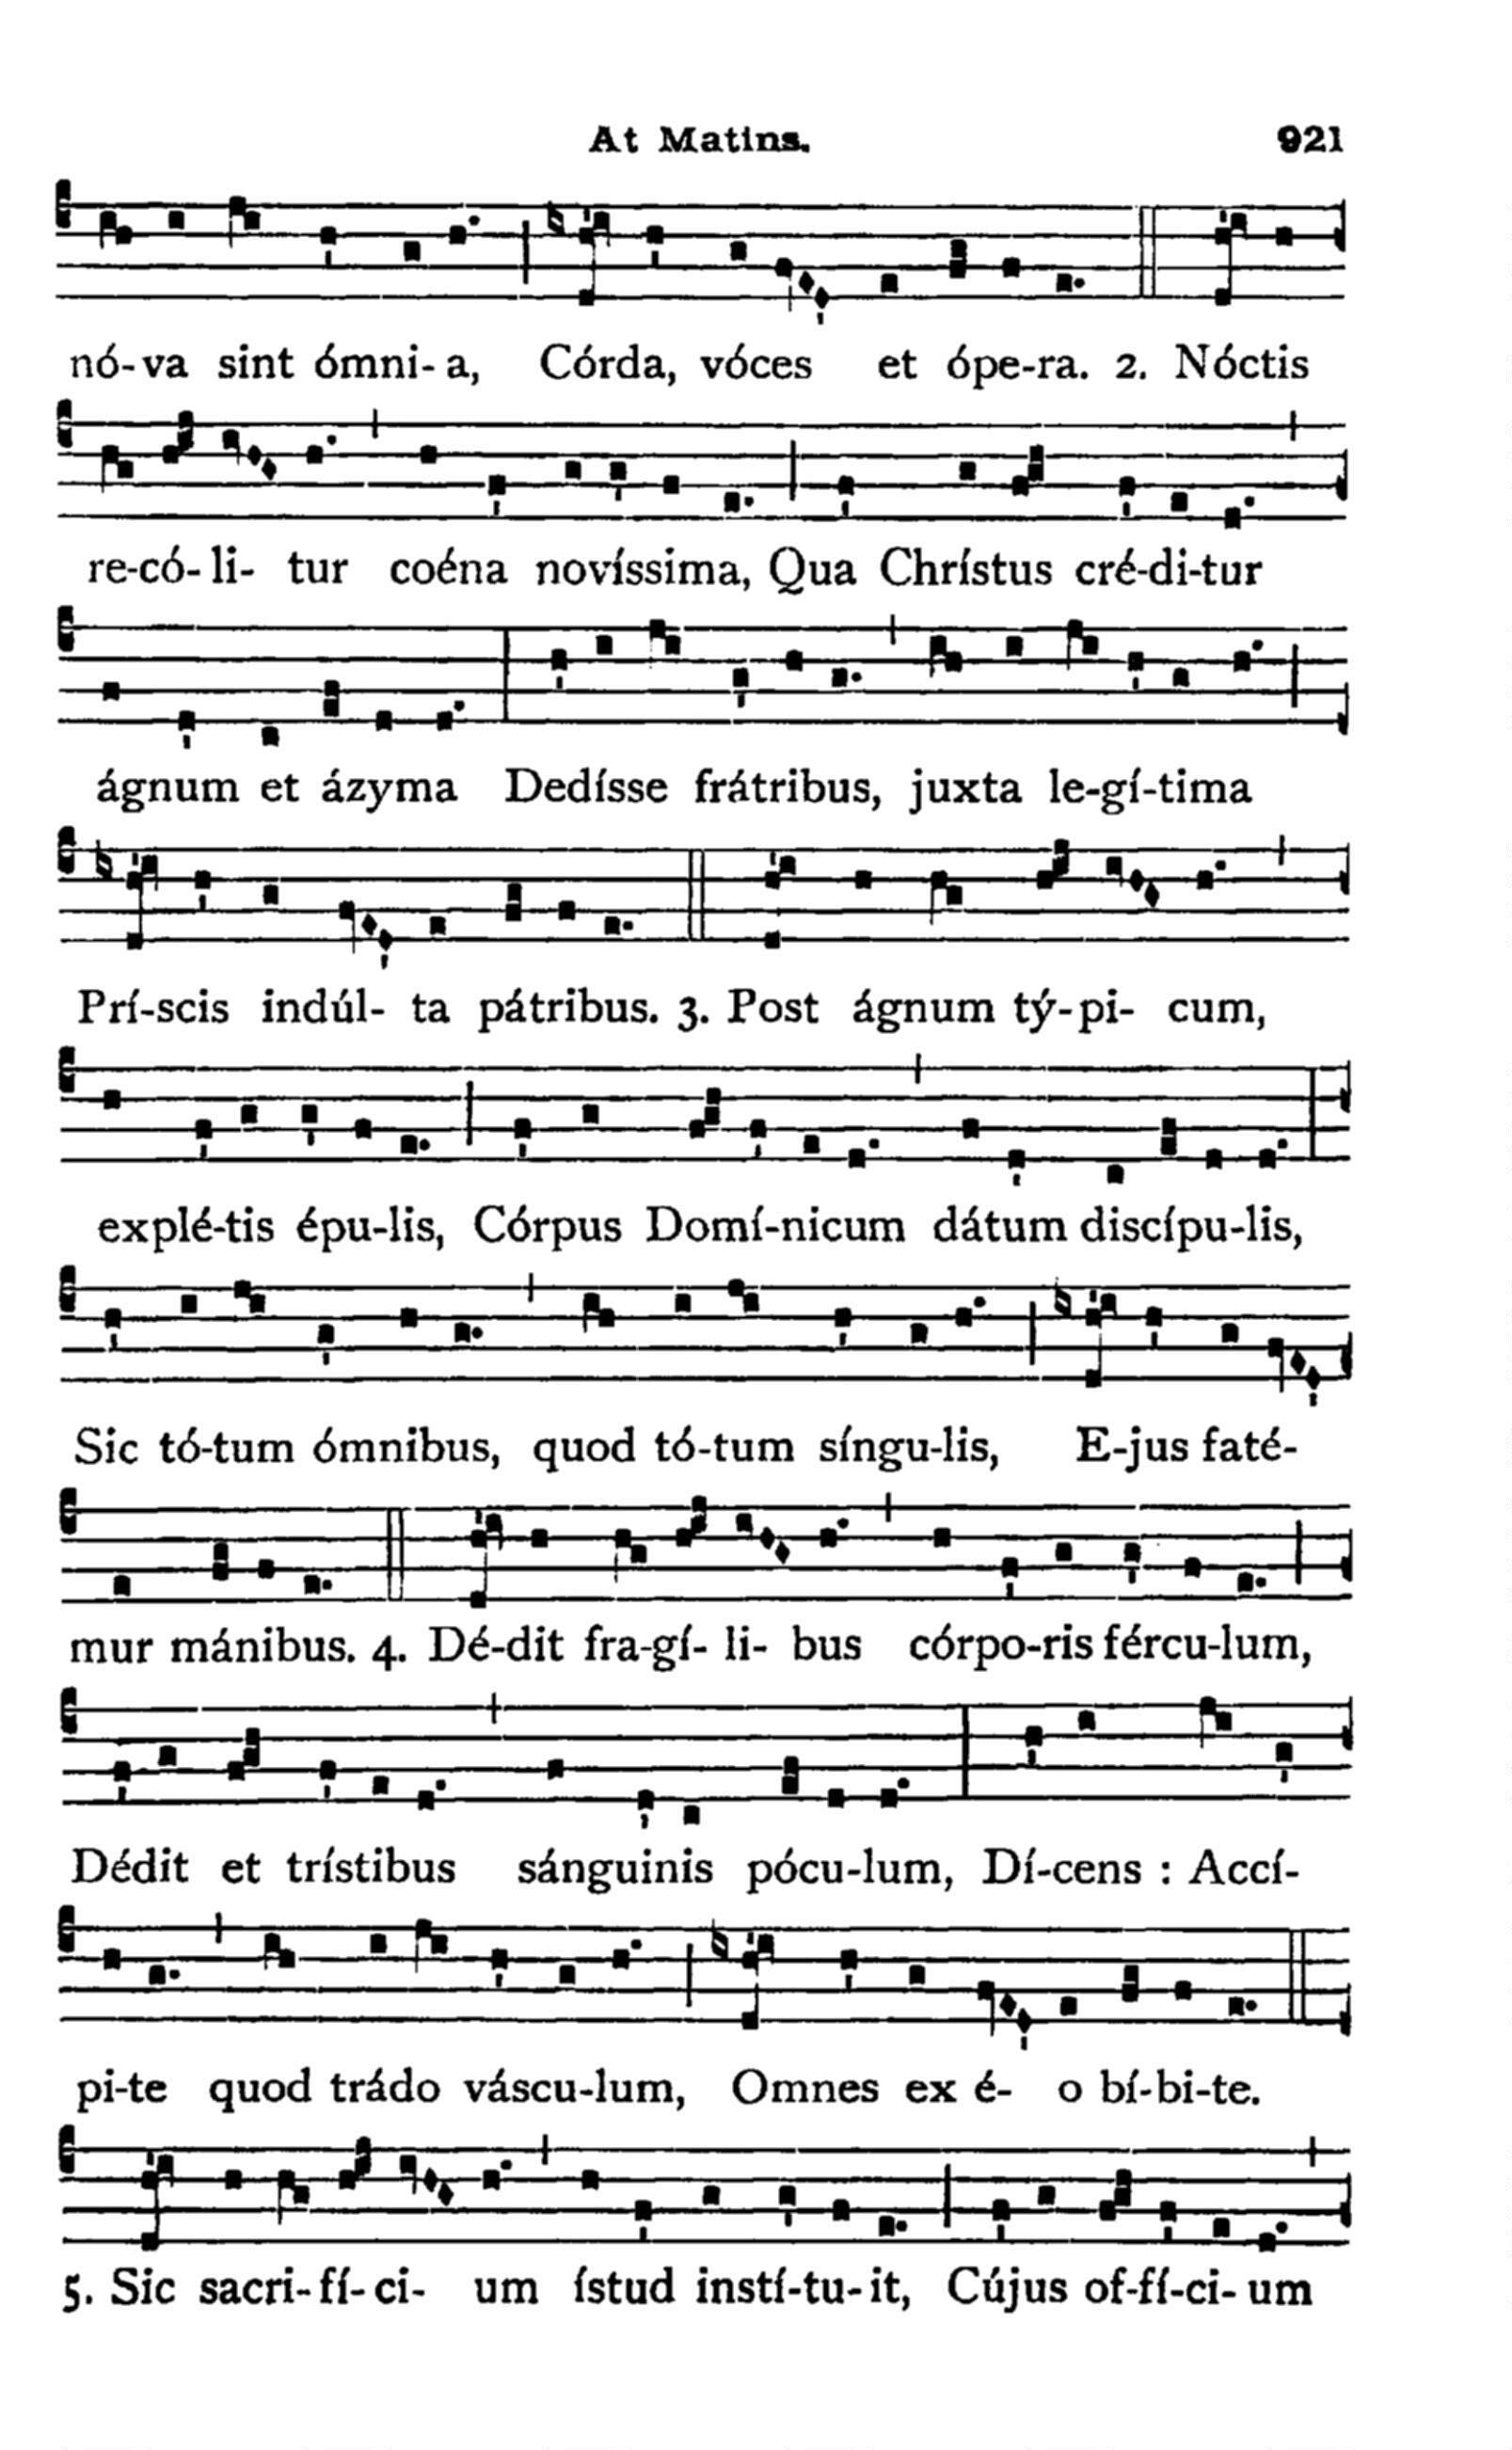 At Matins. 921
nó-va sint ómni-a, Córda, vóces et ópe-ra. 2. Nóctis
re-có-li-tur coéna novíssima, Qua Chrístus cré-di-tur
ágnum et ázyma Dedísse frátribus, juxta le-gí-tima
Prí-scis indúl-ta pátribus. 3. Post ágnum tý-pi-cum,
explé-tis épu-lis, Córpus Domí-nicum dátum discípu-lis,
Sic tó-tum ómnibus, quod tó-tum síngu-lis, E-jus faté-
mur mánibus. 4. Dé-dit fra-gí-li-bus córpo-ris fércu-lum,
Dédit et trístibus sánguinis pócu-lum, Dí-cens : Accí-
pi-te quod trádo váscu-lum, Omnes ex é-o bí-bi-te.
5. Sic sacri-fí-ci-um ístud instí-tu-it, Cújus of-fí-ci-um